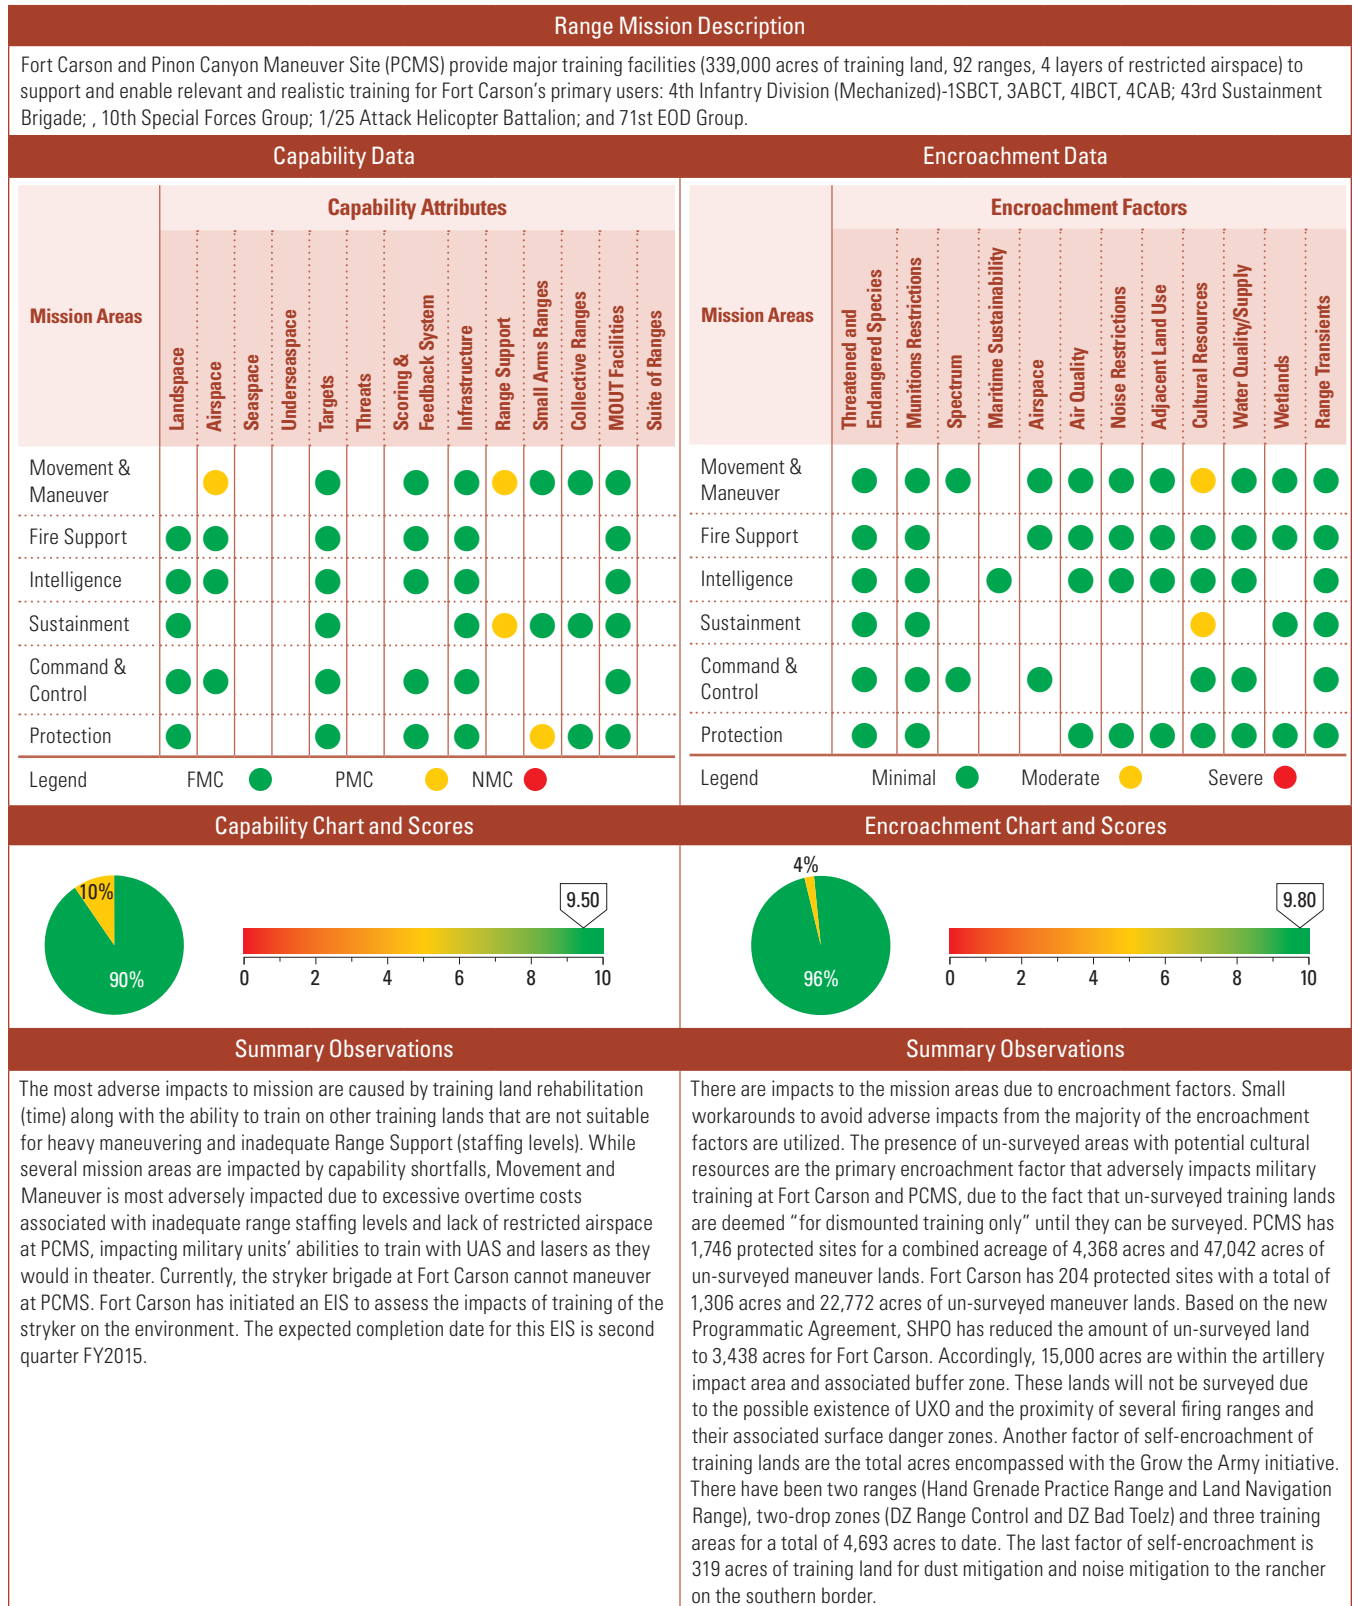 Range Mission Description
Fort Carson and Pinon Canyon Maneuver Site (PCMS) provide major training facilities (339,000 acres of training land, 92 ranges, 4 layers of restricted airspace) to
support and enable relevant and realistic training for Fort Carson's primary users: 4th Infantry Division (Mechanized)-1SBCT, 3ABCT, 4IBCT, 4CAB; 43rd Sustainment
Brigade; , 10th Special Forces Group; 1/25 Attack Helicopter Battalion; and 71st EOD Group.
Capability Data
Mission Areas
Capability Attributes
Landspace
Airspace
Seaspace
Underseaspace
Targets
Threats
Scoring &
Feedback System
Infrastructure
Range Support
Small Arms Ranges
Collective Ranges
MOUT Facilities
Suite of Ranges
Movement &
Maneuver
Fire Support
Intelligence
Sustainment
Command &
Control
Protection
Legend FMC PMC NMC
Encroachment Data
Mission Areas
Encroachment Factors
Threatened and
Endangered Species
Munitions Restrictions
Spectrum
Maritime Sustainability
Airspace
Air Quality
Noise Restrictions
Adjacent Land Use
Cultural Resources
Water Quality/Supply
Wetlands
Range Transients
Movement &
Maneuver
Fire Support
Intelligence
Sustainment
Command &
Control
Protection
Legend Minimal Moderate Severe
Capability Chart and Scores
10%
90%
9.50
0 2 4 6 8 10
Encroachment Chart and Scores
4%
96%
9.80
0 2 4 6 8 10
Summary Observations
The most adverse impacts to mission are caused by training land rehabilitation
(time) along with the ability to train on other training lands that are not suitable
for heavy maneuvering and inadequate Range Support (staffing levels). While
several mission areas are impacted by capability shortfalls, Movement and
Maneuver is most adversely impacted due to excessive overtime costs
associated with inadequate range staffing levels and lack of restricted airspace
at PCMS, impacting military units' abilities to train with UAS and lasers as they
would in theater. Currently, the stryker brigade at Fort Carson cannot maneuver
at PCMS. Fort Carson has initiated an EIS to assess the impacts of training of the
stryker on the environment. The expected completion date for this EIS is second
quarter FY2015.
Summary Observations
There are impacts to the mission areas due to encroachment factors. Small
workarounds to avoid adverse impacts from the majority of the encroachment
factors are utilized. The presence of un-surveyed areas with potential cultural
resources are the primary encroachment factor that adversely impacts military
training at Fort Carson and PCMS, due to the fact that un-surveyed training lands
are deemed "for dismounted training only" until they can be surveyed. PCMS has
1,746 protected sites for a combined acreage of 4,368 acres and 47,042 acres of
un-surveyed maneuver lands. Fort Carson has 204 protected sites with a total of
1,306 acres and 22,772 acres of un-surveyed maneuver lands. Based on the new
Programmatic Agreement, SHPO has reduced the amount of un-surveyed land
to 3,438 acres for Fort Carson. Accordingly, 15,000 acres are within the artillery
impact area and associated buffer zone. These lands will not be surveyed due
to the possible existence of UXO and the proximity of several firing ranges and
their associated surface danger zones. Another factor of self-encroachment of
training lands are the total acres encompassed with the Grow the Army initiative.
There have been two ranges (Hand Grenade Practice Range and Land Navigation
Range), two-drop zones (DZ Range Control and DZ Bad Toelz) and three training
areas for a total of 4,693 acres to date. The last factor of self-encroachment is
319 acres of training land for dust mitigation and noise mitigation to the rancher
on the southern border.